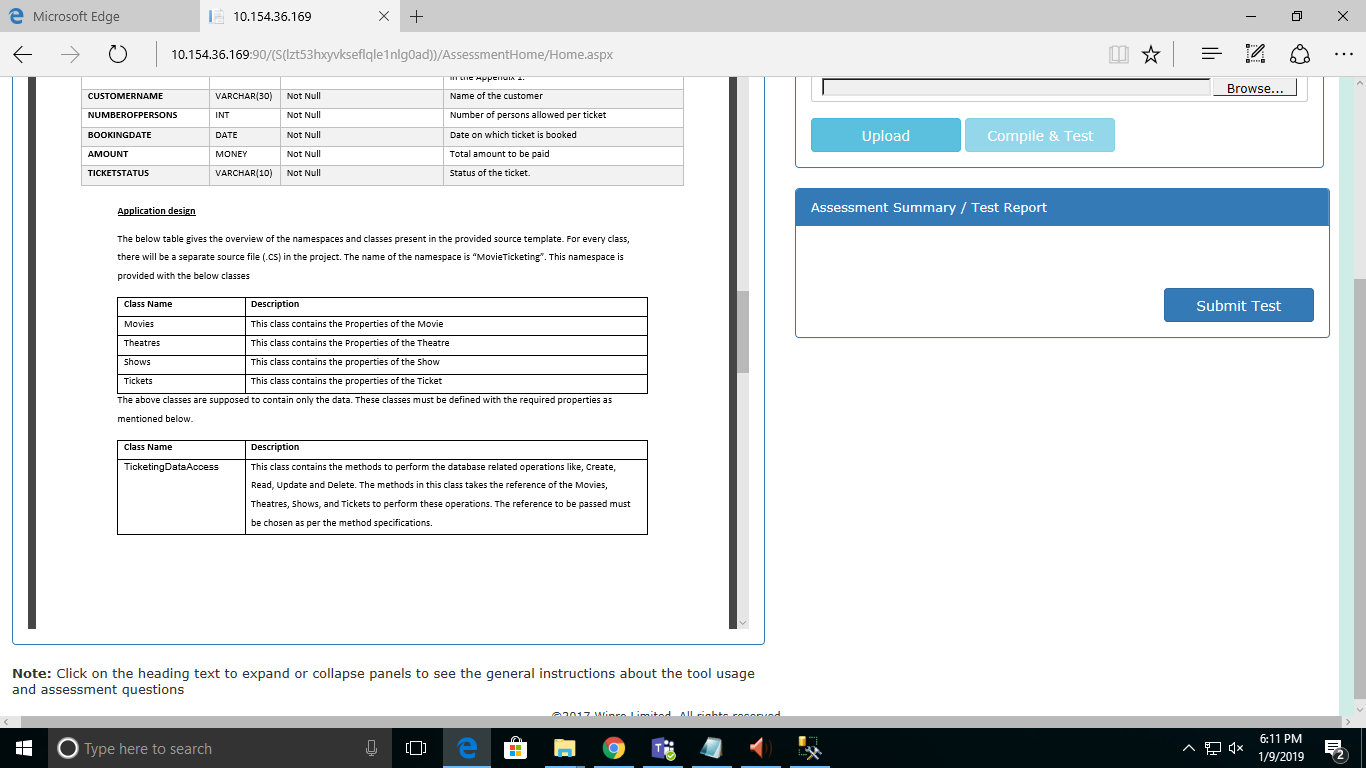 Microsoft Edge
10.154.36.169
10.154.36.169:90/(S(lzt53hxyvkseflqle1nlg0ad))/AssessmentHome/Home.aspx
in the Appendix 1.
CUSTOMERNAME VARCHAR(30) Not Null Name of the customer
NUMBEROFPERSONS INT Not Null Number of persons allowed per ticket
BOOKINGDATE DATE Not Null Date on which ticket is booked
AMOUNT MONEY Not Null Total amount to be paid
TICKETSTATUS VARCHAR(10) Not Null Status of the ticket.
Application design
The below table gives the overview of the namespaces and classes present in the provided source template. For every class,
there will be a separate source file (.CS) in the project. The name of the namespace is “MovieTicketing”. This namespace is
provided with the below classes
Class Name Description
Movies This class contains the Properties of the Movie
Theatres This class contains the Properties of the Theatre
Shows This class contains the properties of the Show
Tickets This class contains the properties of the Ticket
The above classes are supposed to contain only the data. These classes must be defined with the required properties as
mentioned below.
Class Name Description
TicketingDataAccess This class contains the methods to perform the database related operations like, Create,
Read, Update and Delete. The methods in this class takes the reference of the Movies,
Theatres, Shows, and Tickets to perform these operations. The reference to be passed must
be chosen as per the method specifications.
Browse...
Upload Compile & Test
Assessment Summary / Test Report
Submit Test
Note: Click on the heading text to expand or collapse panels to see the general instructions about the tool usage
and assessment questions
©2017 Wipro Limited. All rights reserved
Type here to search
6:11 PM
1/9/2019
2